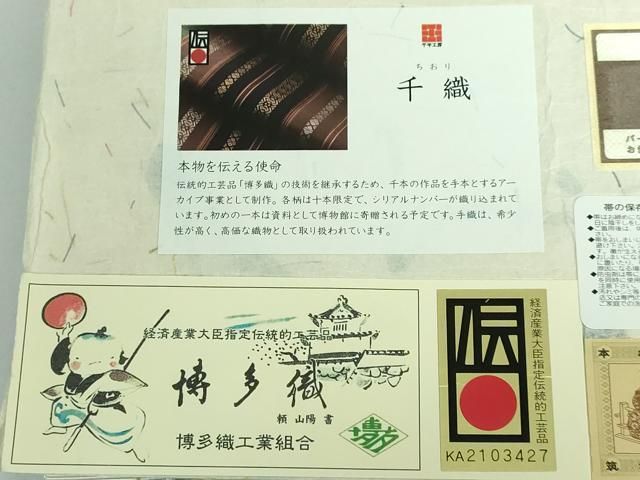 千年工房
ちおり
千織
本物を伝える使命
伝統的工芸品「博多織」の技術を継承するため、千本の作品を手本とするアー
カイブ事業として制作。各柄は十本限定で、シリアルナンバーが織り込まれて
います。初めの一本は資料として博物館に寄贈される予定です。手織は、希少
性が高く、高価な織物として取り扱われています。
経済産業大臣指定伝統的工芸品
博多織
頼山陽書
博多織工業組合
伝
経済産業大臣指定伝統的工芸品
KA2103427
帯の保存
本
筑